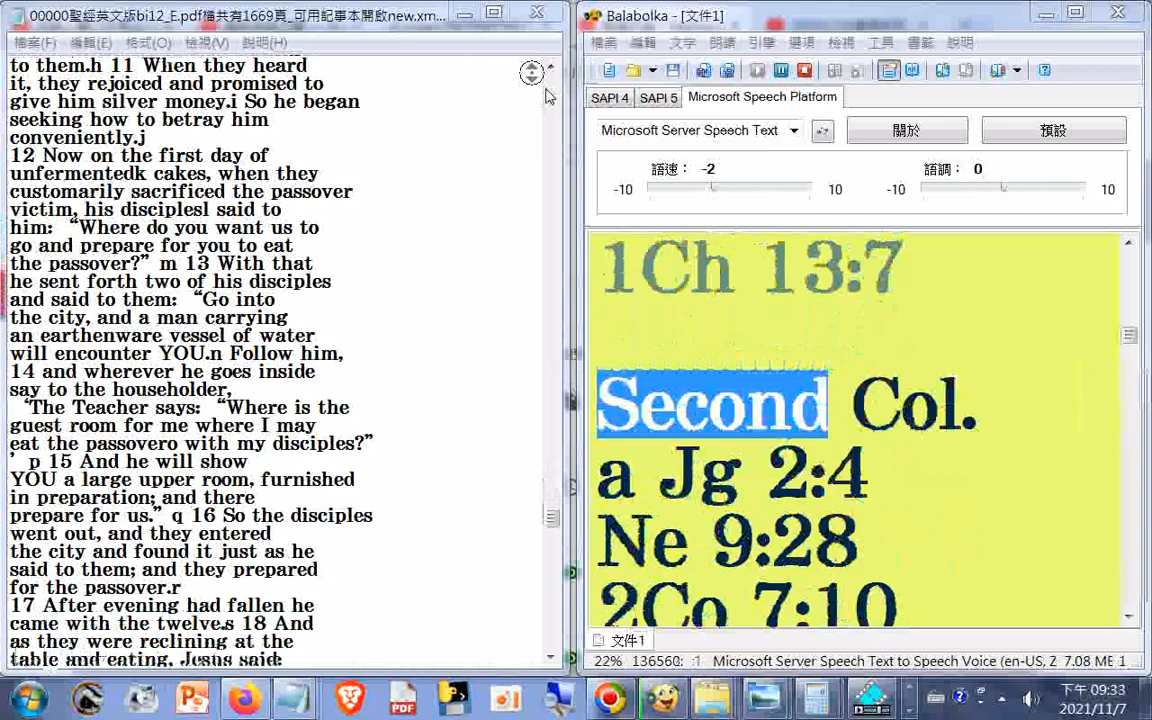 00000聖經英文版bi12_E.pdf檔共有1669頁_可用記事本開啟new.xm...
檔案(F) 編輯(E) 格式(O) 檢視(V) 說明(H)
to them.h 11 When they heard
it, they rejoiced and promised to
give him silver money.i So he began
seeking how to betray him
conveniently.j
12 Now on the first day of
unfermentedk cakes, when they
customarily sacrificed the passover
victim, his disciplesl said to
him: “Where do you want us to
go and prepare for you to eat
the passover?” m 13 With that
he sent forth two of his disciples
and said to them: “Go into
the city, and a man carrying
an earthenware vessel of water
will encounter YOU.n Follow him,
14 and wherever he goes inside
say to the householder,
‘The Teacher says: “Where is the
guest room for me where I may
eat the passovero with my disciples?”
’ p 15 And he will show
YOU a large upper room, furnished
in preparation; and there
prepare for us.” q 16 So the disciples
went out, and they entered
the city and found it just as he
said to them; and they prepared
for the passover.r
17 After evening had fallen he
came with the twelve.s 18 And
as they were reclining at the
table and eating, Jesus said:
Balabolka - [文件1]
檔案 編輯 文字 朗讀 引擎 選項 檢視 工具 書籤 說明
SAPI 4 SAPI 5 Microsoft Speech Platform
Microsoft Server Speech Text 關於 預設
語速： -2 語調： 0
-10 10 -10 10
1Ch 13:7
Second Col.
a Jg 2:4
Ne 9:28
2Co 7:10
文件1
22% 136560: Microsoft Server Speech Text to Speech Voice (en-US, Z 7.08 ME 1
PDF
下午 09:33
2021/11/7